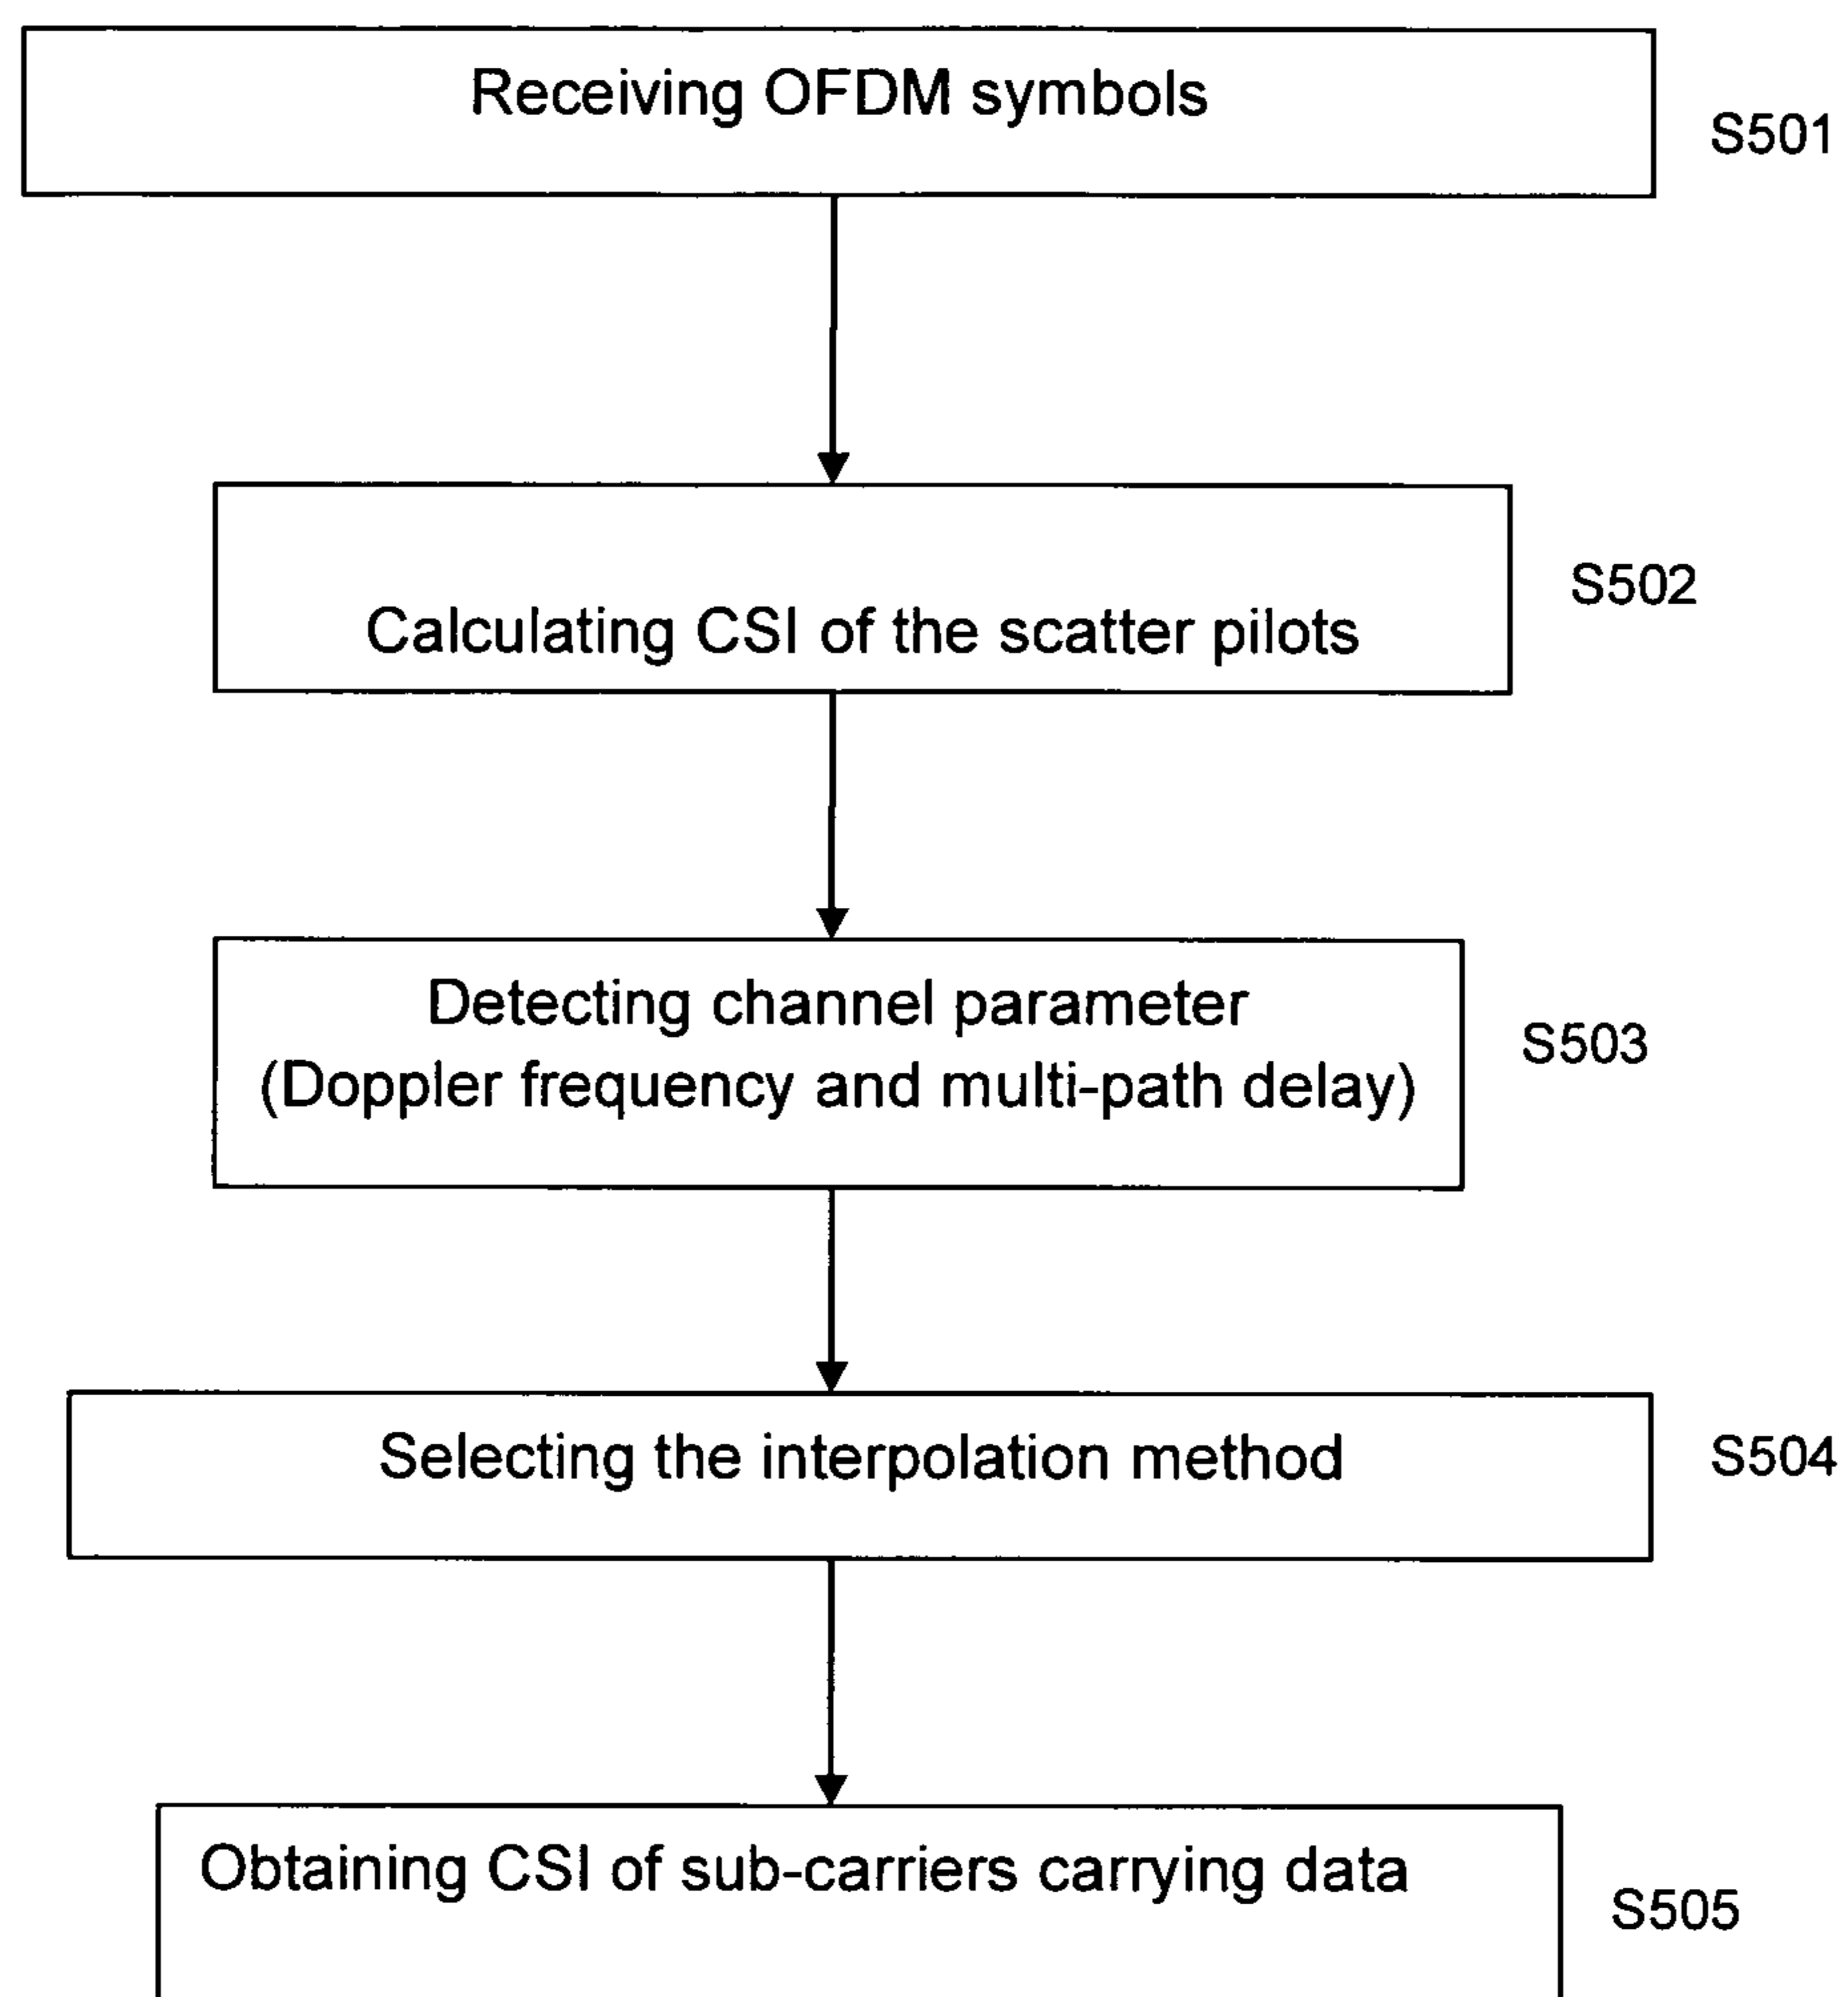 Receiving OFDM symbols
S501
Calculating CSI of the scatter pilots
S502
Detecting channel parameter
(Doppler frequency and multi-path delay)
S503
Selecting the interpolation method
S504
Obtaining CSI of sub-carriers carrying data
S505